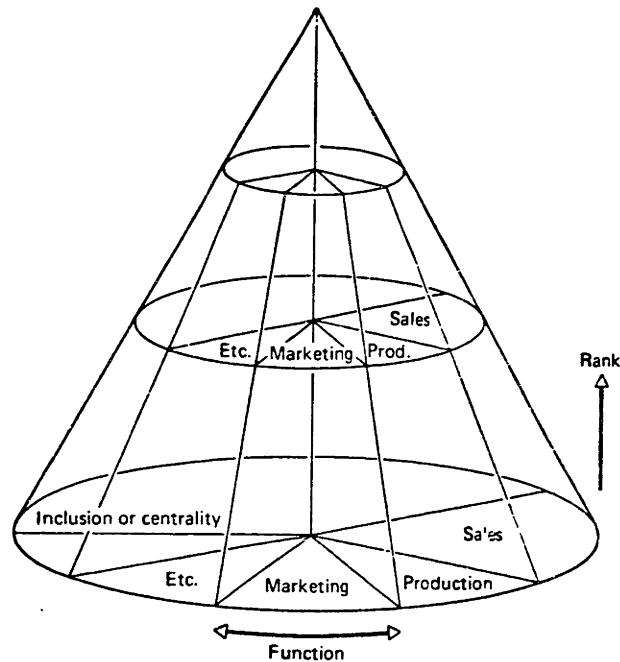 Sales
Etc.
Marketing
Prod.
Rank
Inclusion or centrality
Sales
Etc.
Marketing
Production
Function